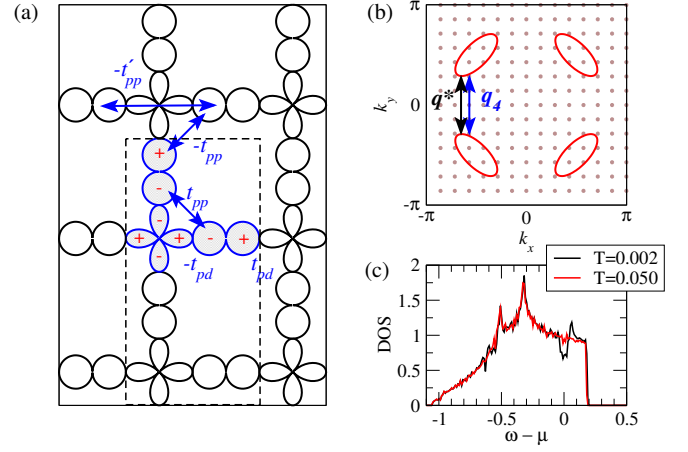 (a)
-t′pp
-tpp
+
-
tpp
-
+ + - +
-
-tpd tpd
(b)
π
ky 0
-π
q* q4
-π 0 π
kx
(c)
T=0.002
T=0.050
DOS
2
1.5
1
0.5
0
-1 -0.5 0 0.5
ω − μ